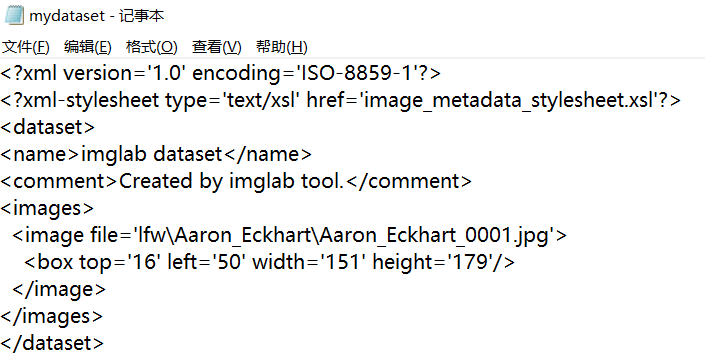 mydataset - 记事本
文件(F) 编辑(E) 格式(O) 查看(V) 帮助(H)
<?xml version='1.0' encoding='ISO-8859-1'?>
<?xml-stylesheet type='text/xsl' href='image_metadata_stylesheet.xsl'?>
<dataset>
<name>imglab dataset</name>
<comment>Created by imglab tool.</comment>
<images>
  <image file='lfw\Aaron_Eckhart\Aaron_Eckhart_0001.jpg'>
    <box top='16' left='50' width='151' height='179'/>
  </image>
</images>
</dataset>